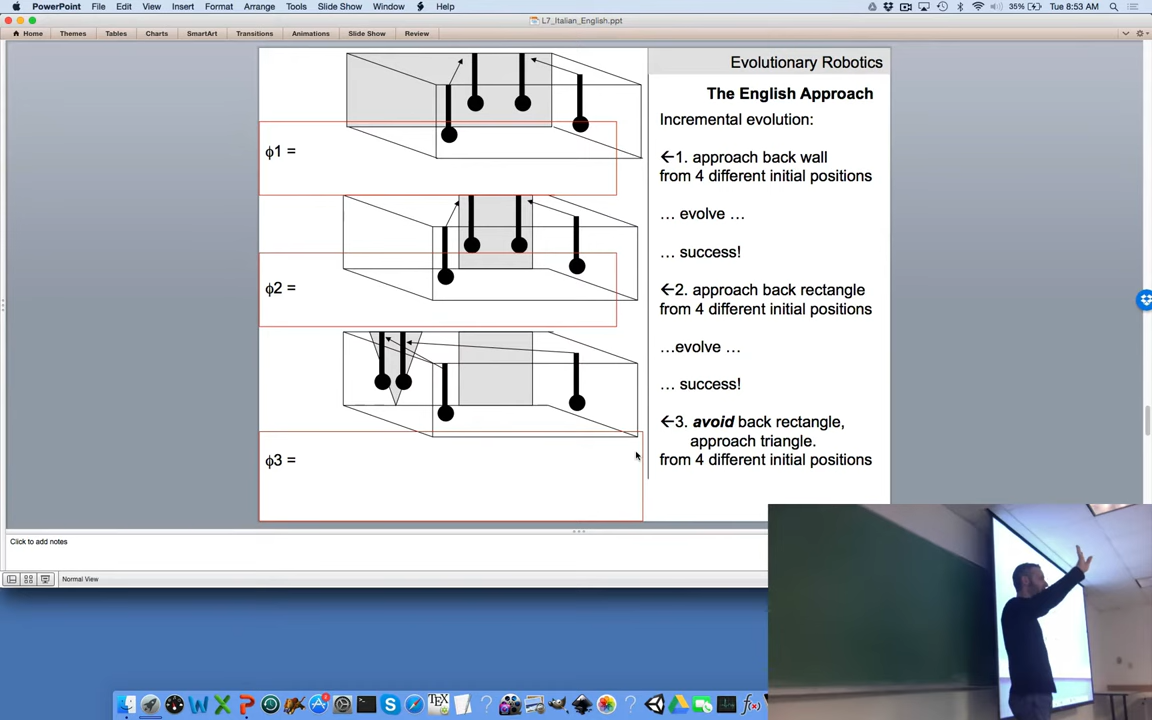 PowerPoint File Edit View Insert Format Arrange Tools Slide Show Window Help 35% Tue 8:53 AM
L7_Italian_English.ppt
Home Themes Tables Charts SmartArt Transitions Animations Slide Show Review
Evolutionary Robotics
The English Approach
Incremental evolution:
←1. approach back wall
from 4 different initial positions
… evolve …
… success!
←2. approach back rectangle
from 4 different initial positions
…evolve …
… success!
←3. avoid back rectangle,
approach triangle.
from 4 different initial positions
ϕ1 =
ϕ2 =
ϕ3 =
Click to add notes
Normal View